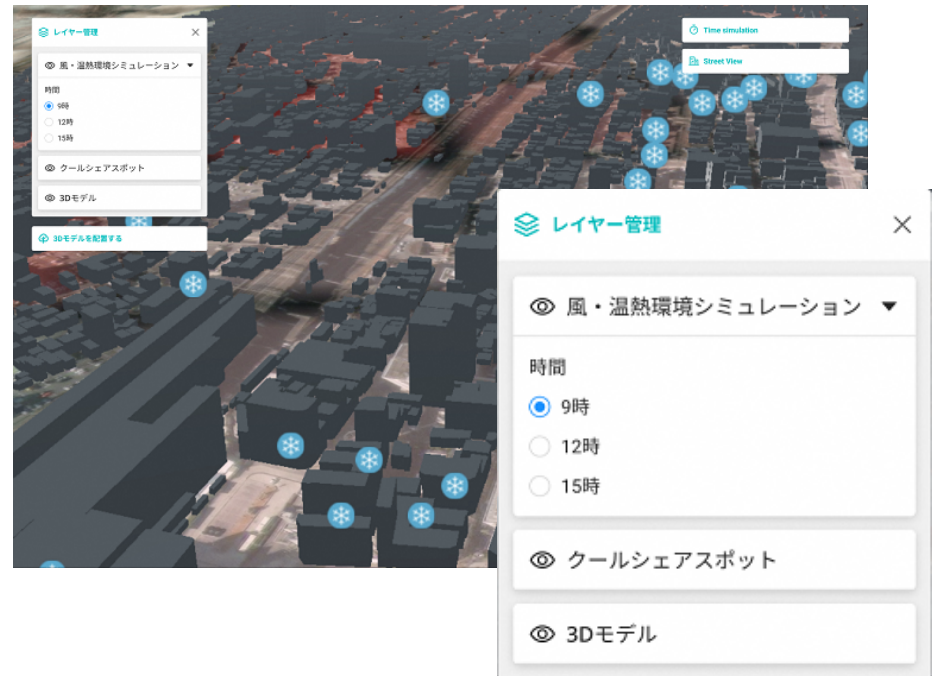 レイヤー管理
風・温熱環境シミュレーション
時間
9時
12時
15時
クールシェアスポット
3Dモデル
3Dモデルを配置する
Time simulation
Street View
レイヤー管理
風・温熱環境シミュレーション
時間
9時
12時
15時
クールシェアスポット
3Dモデル